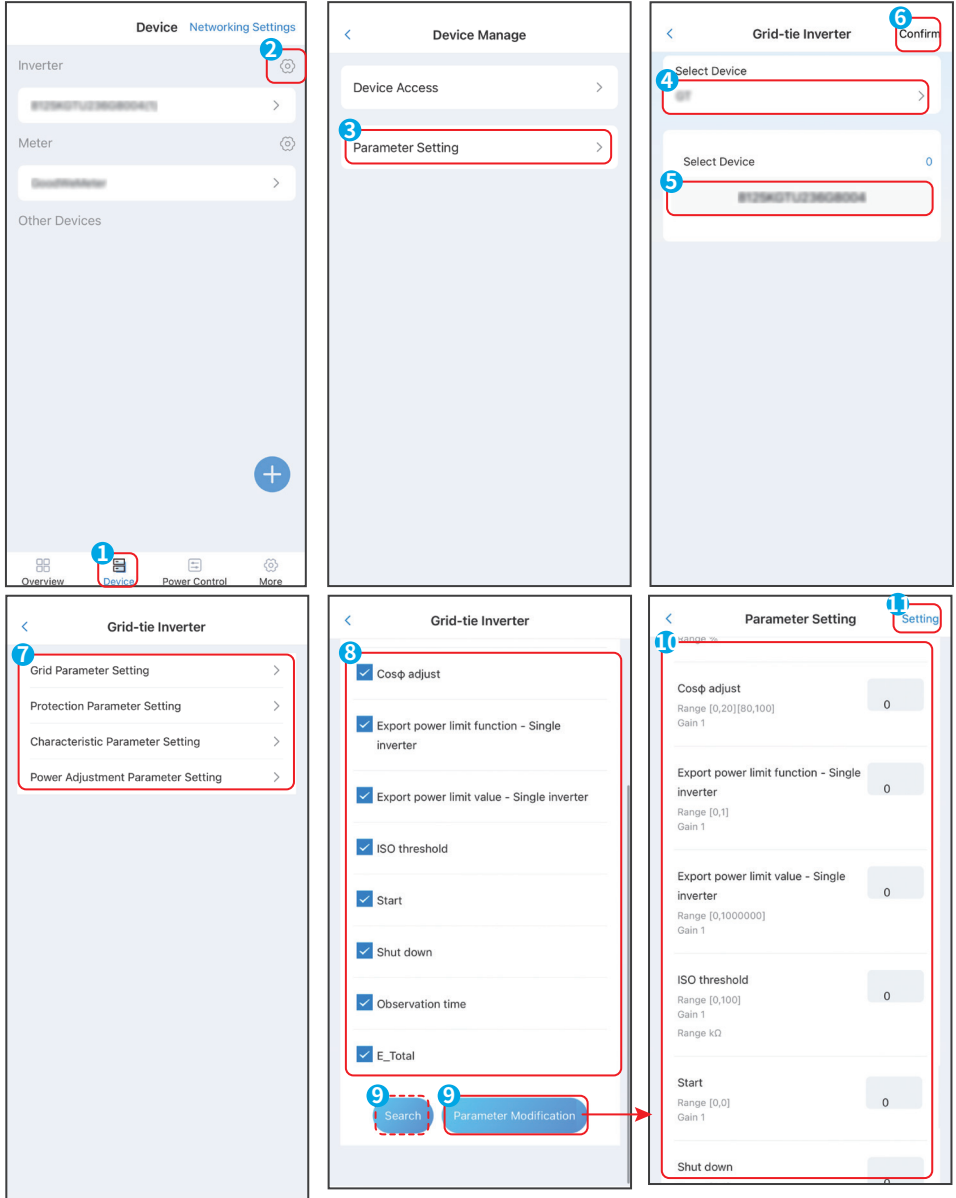 Device Networking Settings
2
Inverter
Meter
Other Devices
1
Overview
Device
Power Control
More
Device Manage
Device Access
3
Parameter Setting
6
Grid-tie Inverter
Confirm
Select Device
4
GT
Select Device 0
5
Grid-tie Inverter
7
Grid Parameter Setting
Protection Parameter Setting
Characteristic Parameter Setting
Power Adjustment Parameter Setting
Grid-tie Inverter
8
Cosφ adjust
Export power limit function - Single
inverter
Export power limit value - Single inverter
ISO threshold
Start
Shut down
Observation time
E_Total
9 9
Search Parameter Modification
11
Parameter Setting Setting
10
Range %
Cosφ adjust
0
Range [0,20][80,100]
Gain 1
Export power limit function - Single
inverter
0
Range [0,1]
Gain 1
Export power limit value - Single
inverter
0
Range [0,1000000]
Gain 1
ISO threshold
0
Range [0,100]
Gain 1
Range kΩ
Start
0
Range [0,0]
Gain 1
Shut down
0